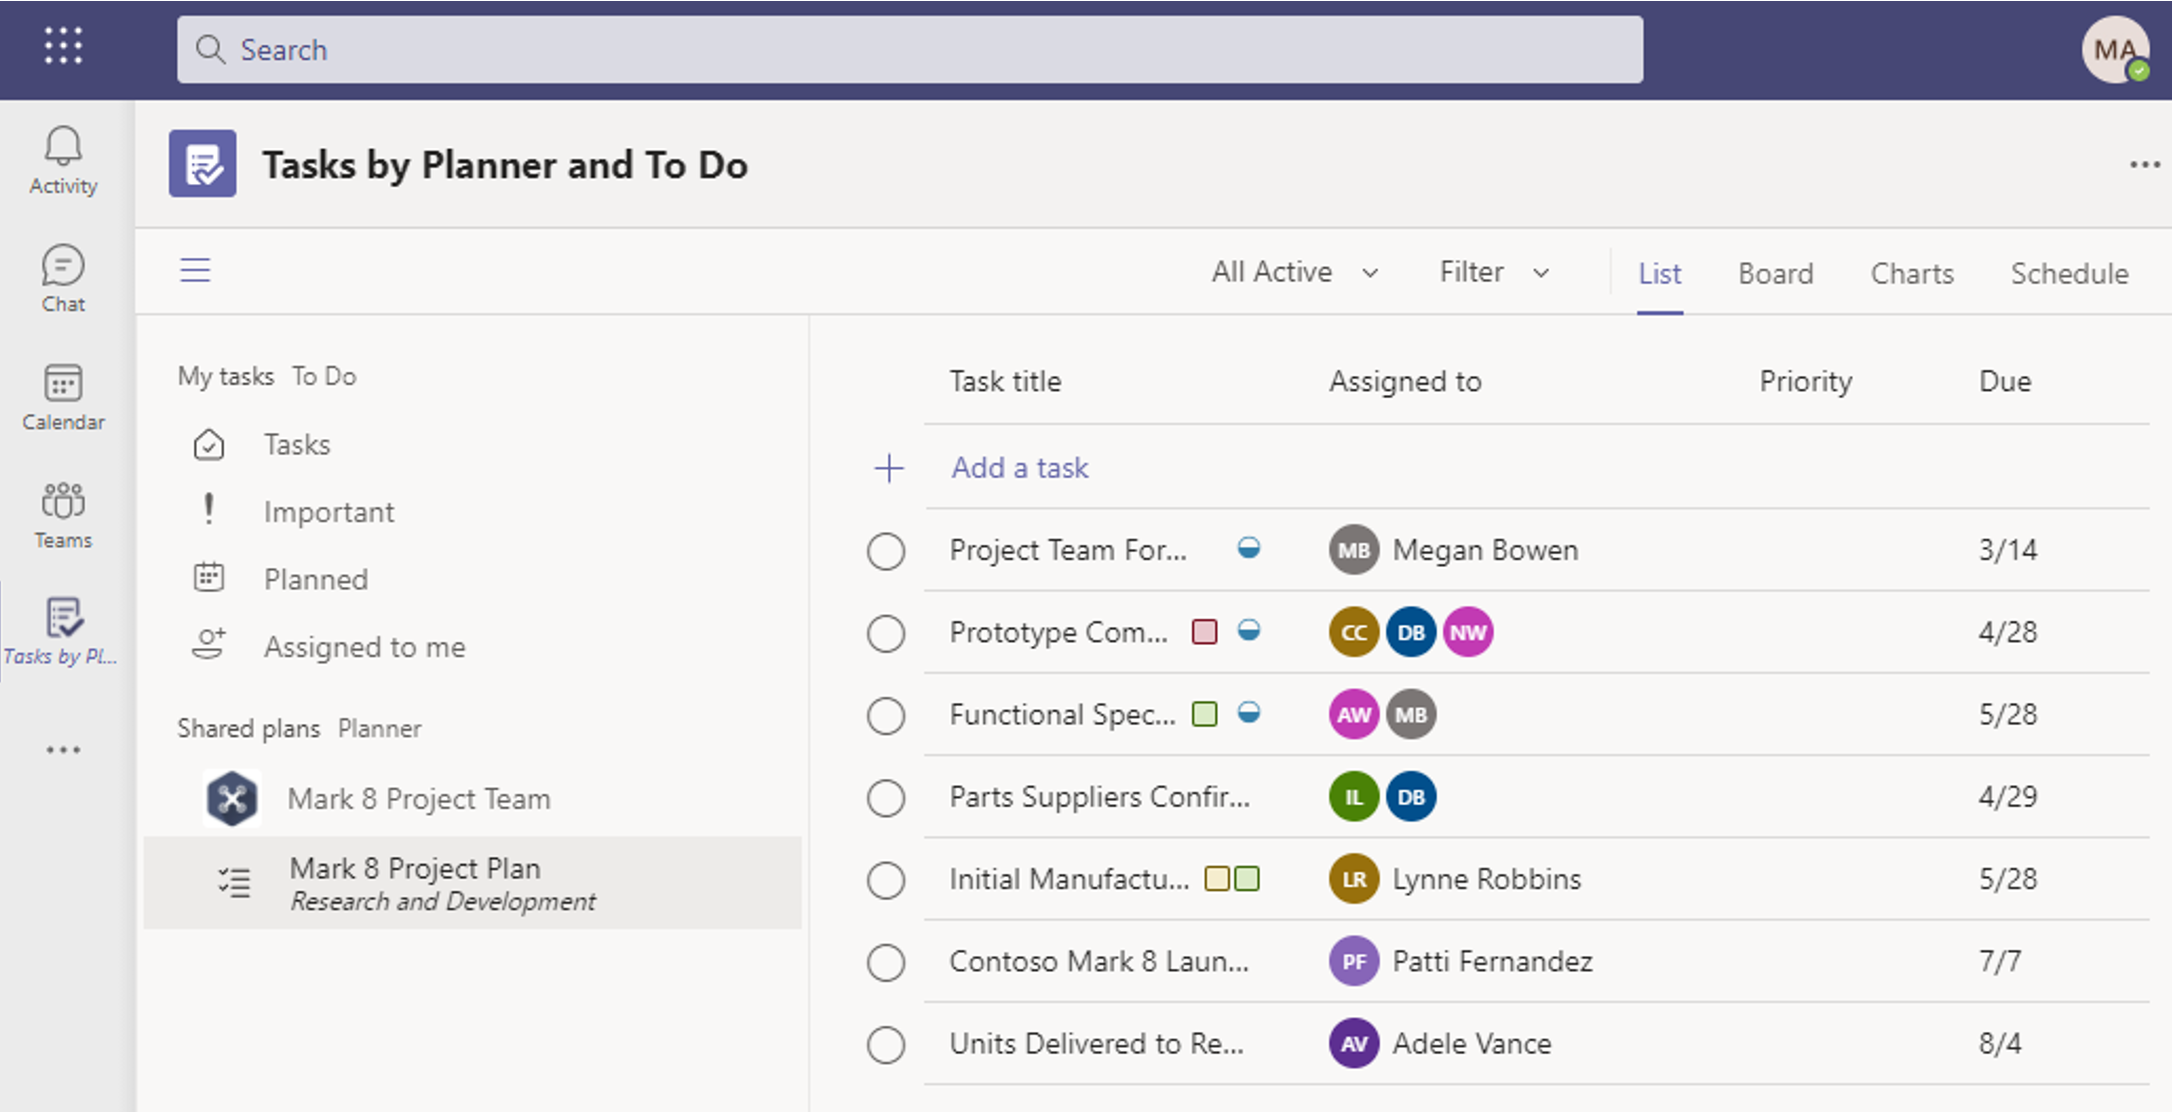 Search
MA
Activity
Chat
Calendar
Teams
Tasks by Pl...
Tasks by Planner and To Do
All Active
Filter
List
Board
Charts
Schedule
My tasks To Do
Tasks
Important
Planned
Assigned to me
Shared plans Planner
Mark 8 Project Team
Mark 8 Project Plan
Research and Development
Task title Assigned to Priority Due
Add a task
Project Team For... MB Megan Bowen 3/14
Prototype Com... CC DB NW 4/28
Functional Spec... AW MB 5/28
Parts Suppliers Confir... IL DB 4/29
Initial Manufactu... LR Lynne Robbins 5/28
Contoso Mark 8 Laun... PF Patti Fernandez 7/7
Units Delivered to Re... AV Adele Vance 8/4